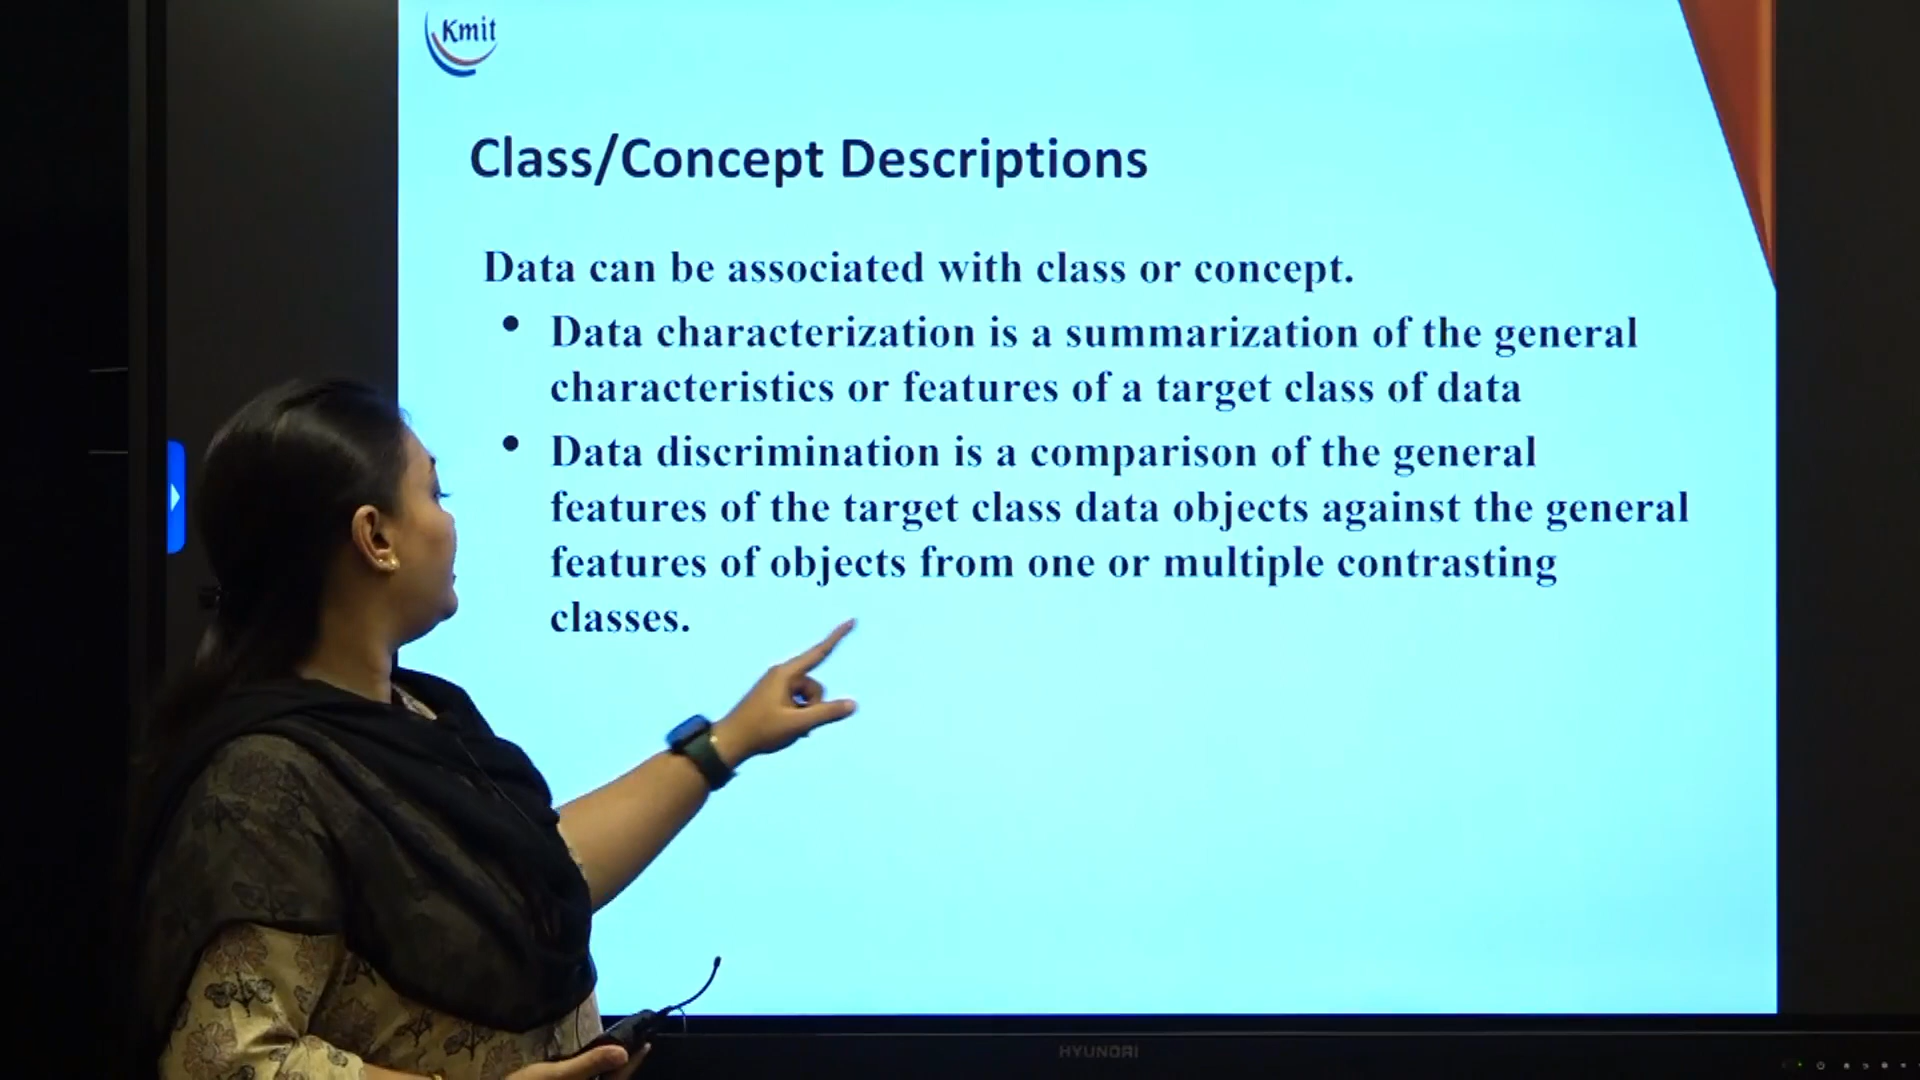 Kmit
Class/Concept Descriptions
Data can be associated with class or concept.
• Data characterization is a summarization of the general
characteristics or features of a target class of data
• Data discrimination is a comparison of the general
features of the target class data objects against the general
features of objects from one or multiple contrasting
classes.
HYUNDAI